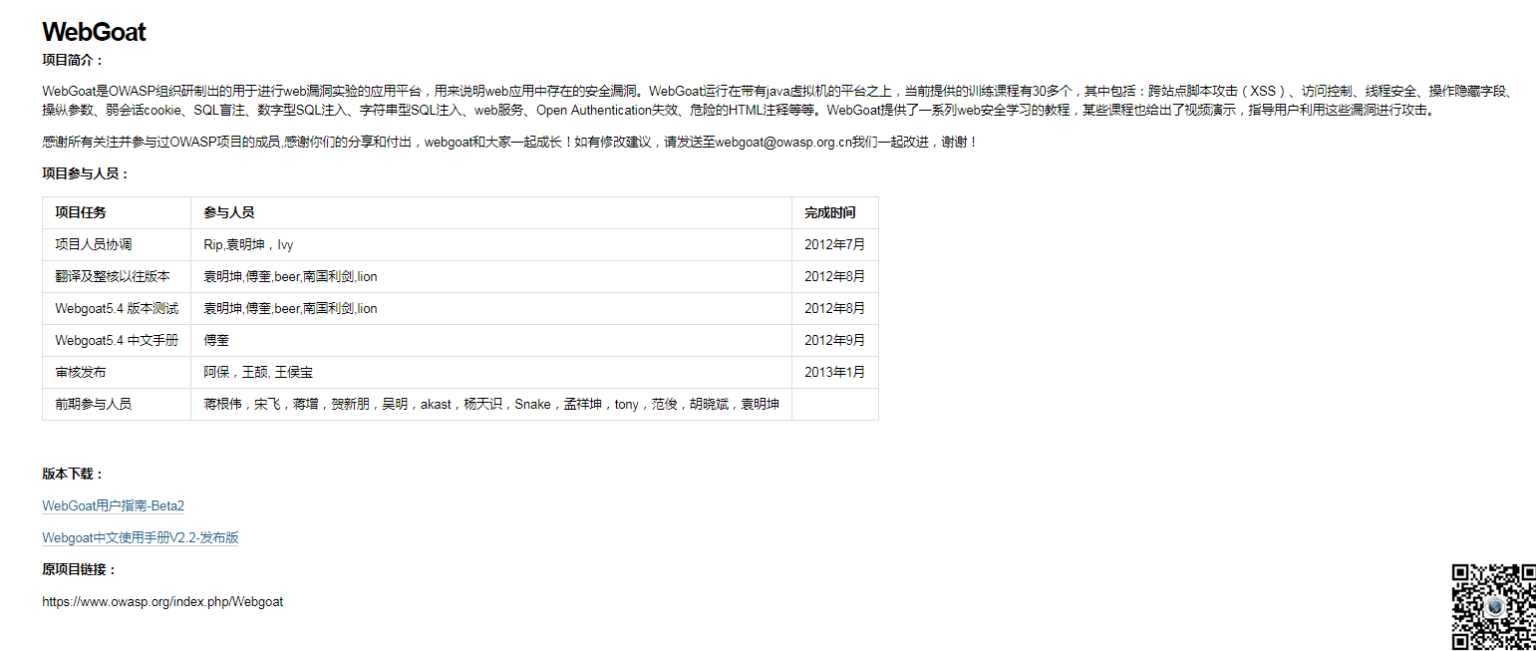 WebGoat
项目简介：
WebGoat是OWASP组织研制出的用于进行web漏洞实验的应用平台，用来说明web应用中存在的安全漏洞。WebGoat运行在带有java虚拟机的平台之上，当前提供的训练课程有30多个，其中包括：跨站点脚本攻击（XSS）、访问控制、线程安全、操作隐藏字段、
操纵参数、弱会话cookie、SQL盲注、数字型SQL注入、字符串型SQL注入、web服务、Open Authentication失效、危险的HTML注释等等。WebGoat提供了一系列web安全学习的教程，某些课程也给出了视频演示，指导用户利用这些漏洞进行攻击。
感谢所有关注并参与过OWASP项目的成员,感谢你们的分享和付出，webgoat和大家一起成长！如有修改建议，请发送至webgoat@owasp.org.cn我们一起改进，谢谢！
项目参与人员：
项目任务 参与人员 完成时间
项目人员协调 Rip,袁明坤，Ivy 2012年7月
翻译及整核以往版本 袁明坤,傅奎,beer,南国利剑,lion 2012年8月
Webgoat5.4 版本测试 袁明坤,傅奎,beer,南国利剑,lion 2012年8月
Webgoat5.4 中文手册 傅奎 2012年9月
审核发布 阿保，王颉, 王侯宝 2013年1月
前期参与人员 蒋根伟，宋飞，蒋增，贺新朋，吴明，akast，杨天识，Snake，孟祥坤，tony，范俊，胡晓斌，袁明坤
版本下载：
WebGoat用户指南-Beta2
Webgoat中文使用手册V2.2-发布版
原项目链接：
https://www.owasp.org/index.php/Webgoat